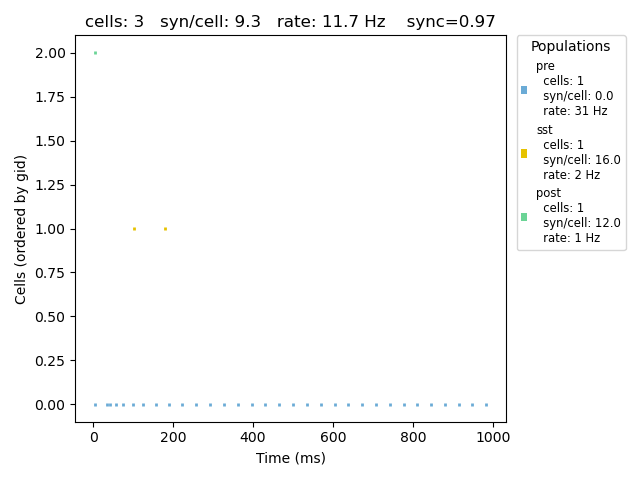 cells: 3   syn/cell: 9.3   rate: 11.7 Hz    sync=0.97
Populations
pre
cells: 1
syn/cell: 0.0
rate: 31 Hz
sst
cells: 1
syn/cell: 16.0
rate: 2 Hz
post
cells: 1
syn/cell: 12.0
rate: 1 Hz
Cells (ordered by gid)
2.00
1.75
1.50
1.25
1.00
0.75
0.50
0.25
0.00
0
200
400
600
800
1000
Time (ms)